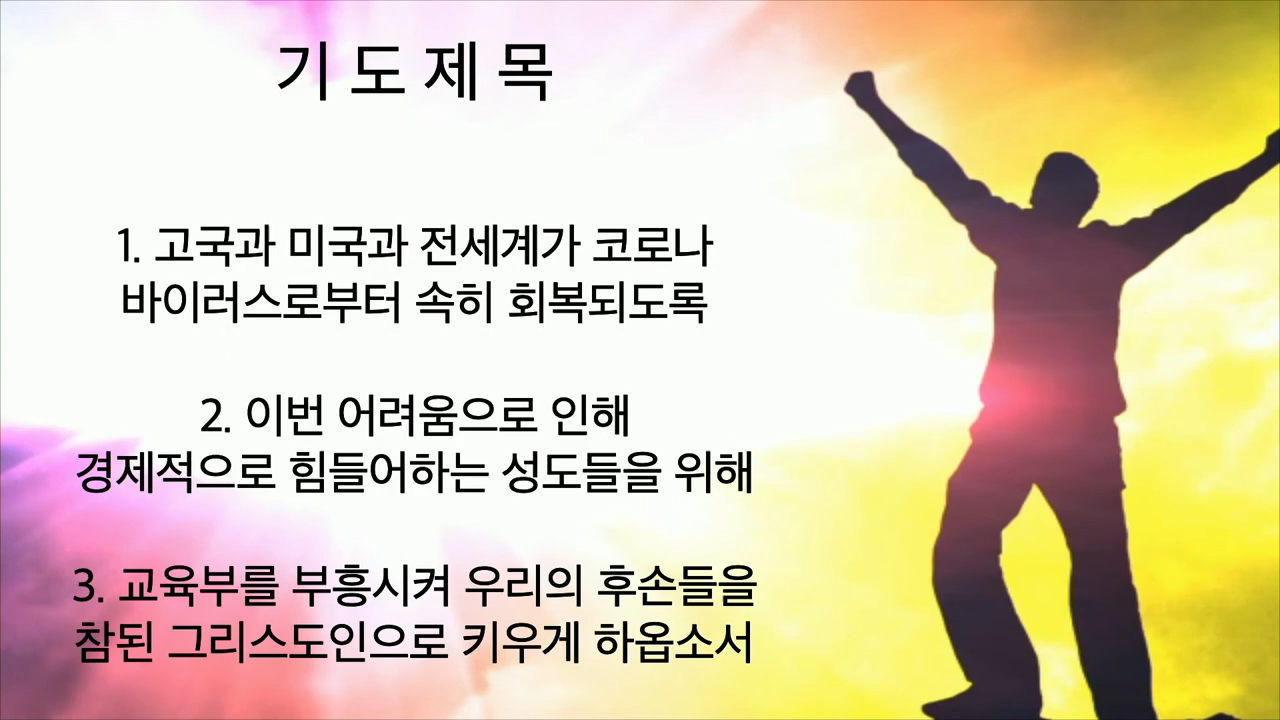 기 도 제 목
1. 고국과 미국과 전세계가 코로나
바이러스로부터 속히 회복되도록
2. 이번 어려움으로 인해
경제적으로 힘들어하는 성도들을 위해
3. 교육부를 부흥시켜 우리의 후손들을
참된 그리스도인으로 키우게 하옵소서